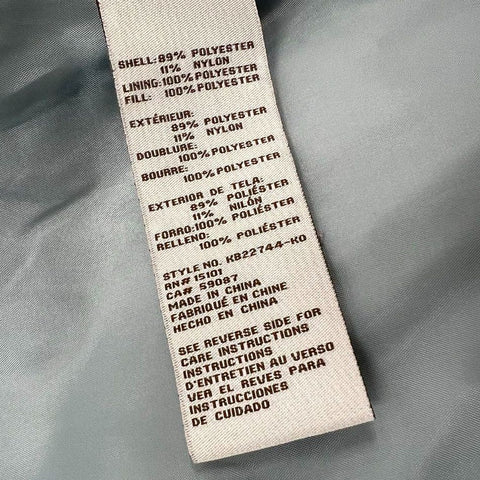 SHELL: 89% POLYESTER
11% NYLON
LINING: 100% POLYESTER
FILL: 100% POLYESTER
EXTÉRIEUR:
89% POLYESTER
11% NYLON
DOUBLURE:
100% POLYESTER
BOURRE:
100% POLYESTER
EXTERIOR DE TELA:
89% POLIÉSTER
11% NILÓN
FORRO: 100% POLIÉSTER
RELLENO:
100% POLIÉSTER
STYLE NO. KB22744-KO
RN# 15101
CA# 59087
MADE IN CHINA
FABRIQUÉ EN CHINE
HECHO EN CHINA
SEE REVERSE SIDE FOR
CARE INSTRUCTIONS
INSTRUCTIONS
D'ENTRETIEN AU VERSO
VER EL REVES PARA
INSTRUCCIONES
DE CUIDADO